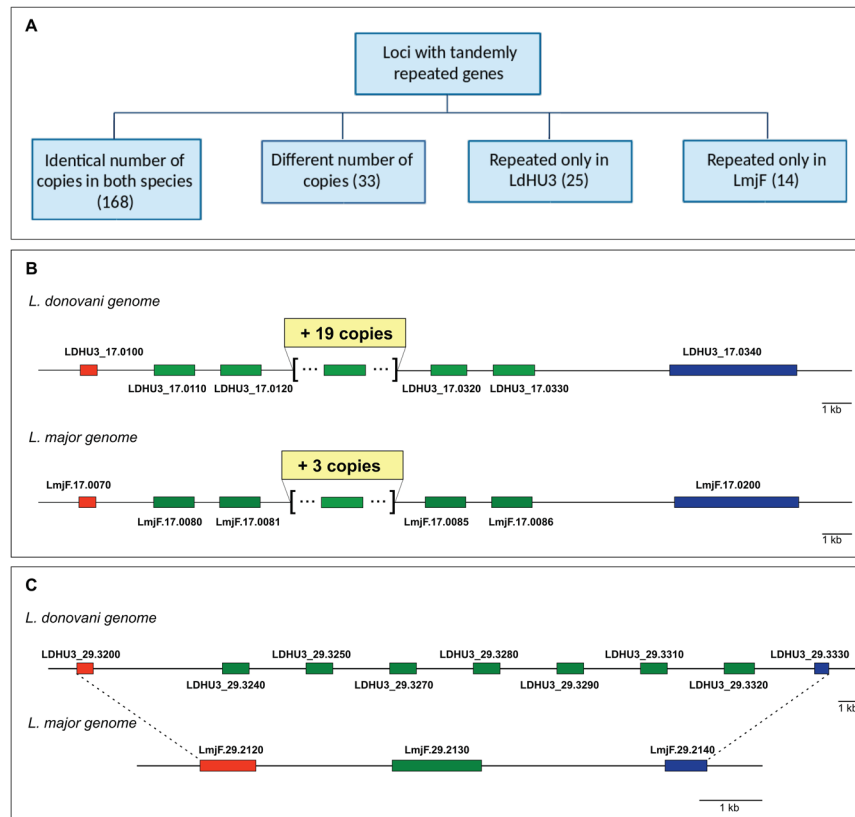 A
Loci with tandemly
repeated genes
Identical number of
copies in both species
(168)
Different number of
copies (33)
Repeated only in
LdHU3 (25)
Repeated only in
LmjF (14)
B
L. donovani genome
+ 19 copies
LDHU3_17.0100
LDHU3_17.0340
[ ... ... ]
LDHU3_17.0110 LDHU3_17.0120 LDHU3_17.0320 LDHU3_17.0330
1 kb
L. major genome
+ 3 copies
LmjF.17.0070
LmjF.17.0200
[ ... ... ]
LmjF.17.0080 LmjF.17.0081 LmjF.17.0085 LmjF.17.0086
1 kb
C
L. donovani genome
LDHU3_29.3200 LDHU3_29.3250 LDHU3_29.3280 LDHU3_29.3310 LDHU3_29.3330
LDHU3_29.3240 LDHU3_29.3270 LDHU3_29.3290 LDHU3_29.3320
1 kb
L. major genome
LmjF.29.2120 LmjF.29.2130 LmjF.29.2140
1 kb